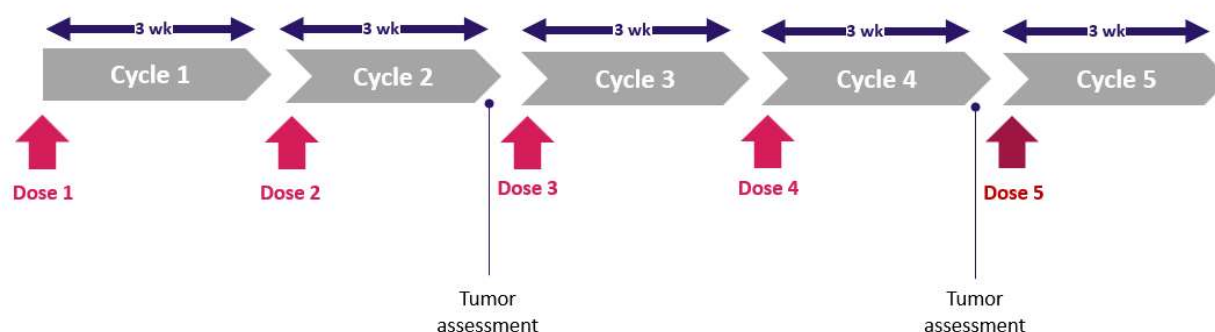 3 wk 3 wk 3 wk 3 wk 3 wk
Cycle 1 Cycle 2 Cycle 3 Cycle 4 Cycle 5
Dose 1 Dose 2 Dose 3 Dose 4 Dose 5
Tumor Tumor
assessment assessment